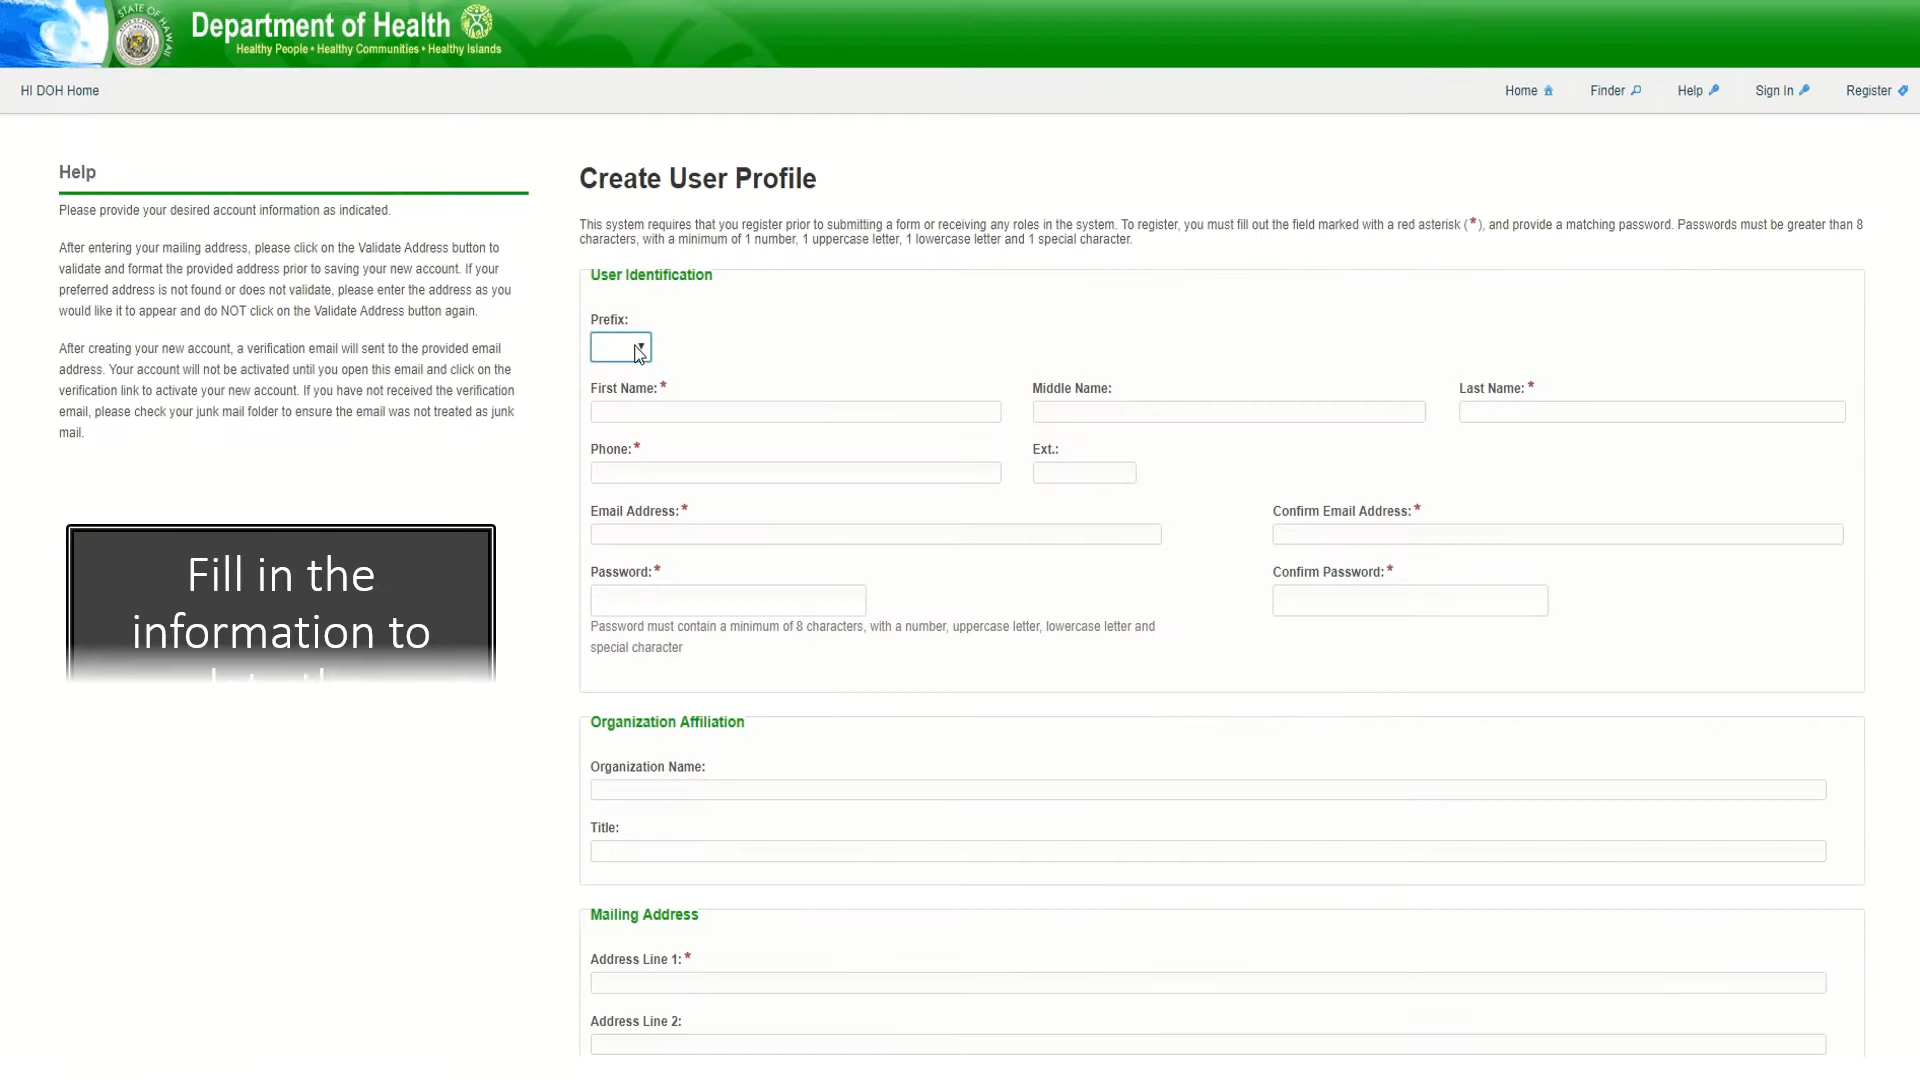 STATE OF HAWAII
Department of Health
Healthy People • Healthy Communities • Healthy Islands
HI DOH Home
Home
Finder
Help
Sign In
Register
Help
Please provide your desired account information as indicated.
After entering your mailing address, please click on the Validate Address button to
validate and format the provided address prior to saving your new account. If your
preferred address is not found or does not validate, please enter the address as you
would like it to appear and do NOT click on the Validate Address button again.
After creating your new account, a verification email will sent to the provided email
address. Your account will not be activated until you open this email and click on the
verification link to activate your new account. If you have not received the verification
email, please check your junk mail folder to ensure the email was not treated as junk
mail.
Fill in the
information to
Create User Profile
This system requires that you register prior to submitting a form or receiving any roles in the system. To register, you must fill out the field marked with a red asterisk (*), and provide a matching password. Passwords must be greater than 8
characters, with a minimum of 1 number, 1 uppercase letter, 1 lowercase letter and 1 special character.
User Identification
Prefix:
First Name: *
Middle Name:
Last Name: *
Phone: *
Ext.:
Email Address: *
Confirm Email Address: *
Password: *
Confirm Password: *
Password must contain a minimum of 8 characters, with a number, uppercase letter, lowercase letter and
special character
Organization Affiliation
Organization Name:
Title:
Mailing Address
Address Line 1: *
Address Line 2: